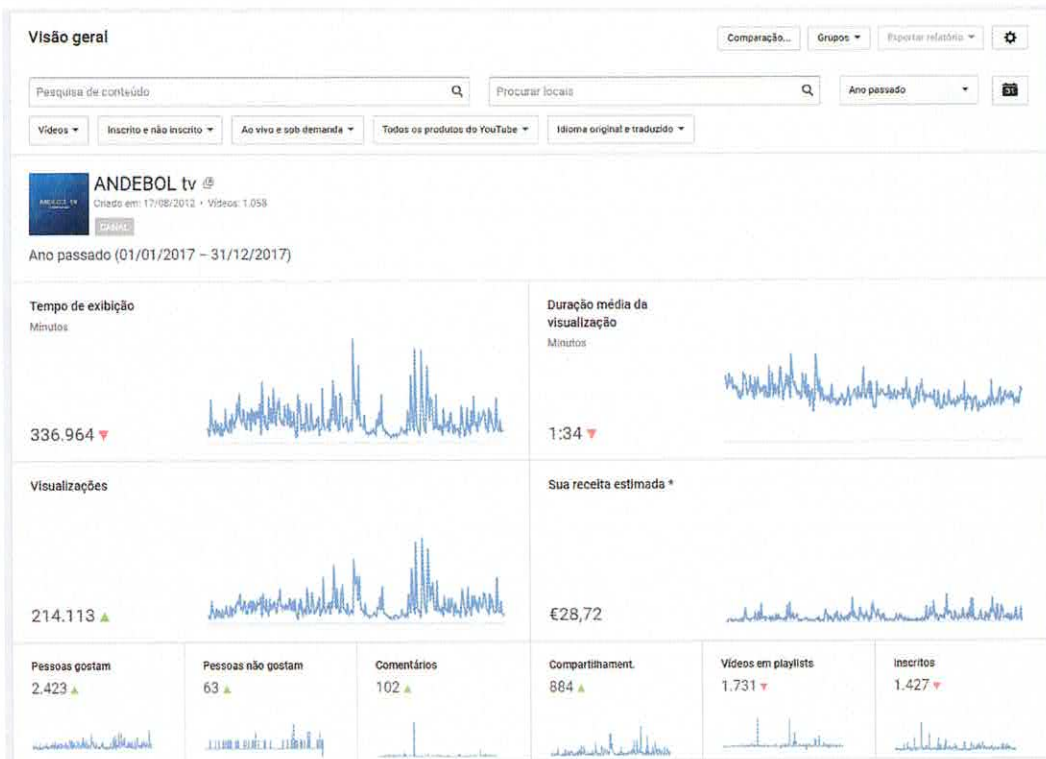 Visão geral
Comparação...
Grupos
Exportar relatório
Pesquisa de conteúdo
Procurar locais
Ano passado
31
Vídeos
Inscrito e não inscrito
Ao vivo e sob demanda
Todos os produtos do YouTube
Idioma original e traduzido
ANDEBOL TV
ANDEBOL tv
Criado em: 17/08/2012 • Vídeos: 1.058
CANAL
Ano passado (01/01/2017 – 31/12/2017)
Tempo de exibição
Minutos
336.964
Duração média da
visualização
Minutos
1:34
Visualizações
214.113
Sua receita estimada *
€28,72
Pessoas gostam
2.423
Pessoas não gostam
63
Comentários
102
Compartilhament.
884
Vídeos em playlists
1.731
Inscritos
1.427